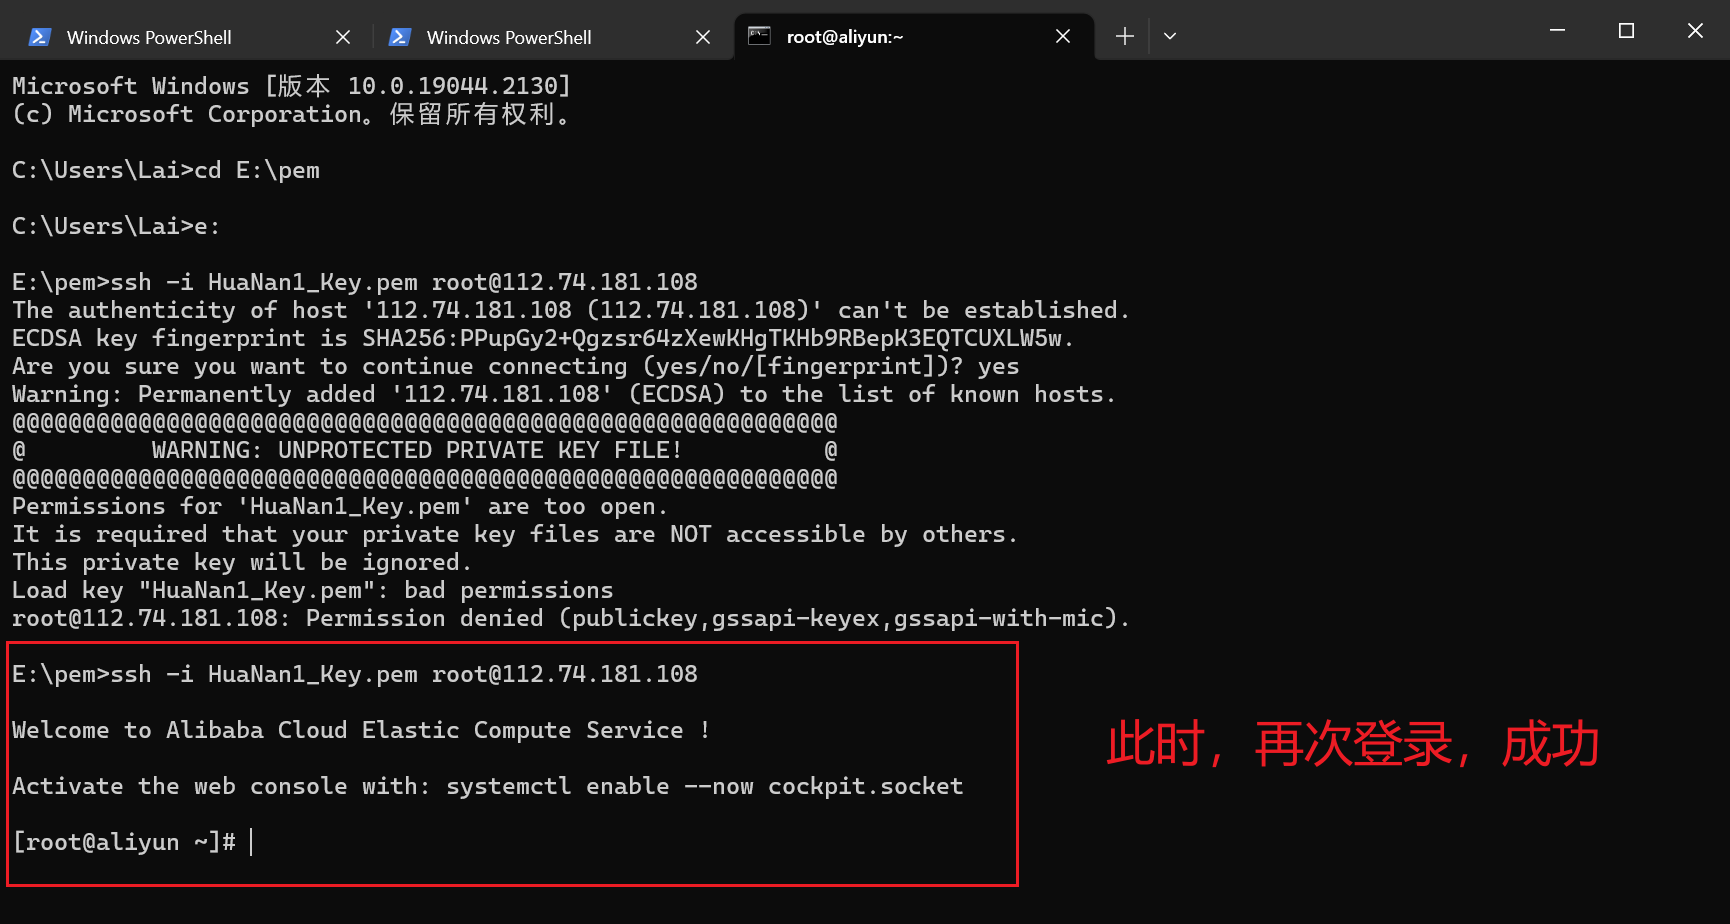 Windows PowerShell
Windows PowerShell
root@aliyun:~
Microsoft Windows [版本 10.0.19044.2130]
(c) Microsoft Corporation。保留所有权利。
C:\Users\Lai>cd E:\pem
C:\Users\Lai>e:
E:\pem>ssh -i HuaNan1_Key.pem root@112.74.181.108
The authenticity of host '112.74.181.108 (112.74.181.108)' can't be established.
ECDSA key fingerprint is SHA256:PPupGy2+Qgzsr64zXewKHgTKHb9RBepK3EQTCUXLW5w.
Are you sure you want to continue connecting (yes/no/[fingerprint])? yes
Warning: Permanently added '112.74.181.108' (ECDSA) to the list of known hosts.
@@@@@@@@@@@@@@@@@@@@@@@@@@@@@@@@@@@@@@@@@@@@@@@@@@@@@@@@@@@
@         WARNING: UNPROTECTED PRIVATE KEY FILE!          @
@@@@@@@@@@@@@@@@@@@@@@@@@@@@@@@@@@@@@@@@@@@@@@@@@@@@@@@@@@@
Permissions for 'HuaNan1_Key.pem' are too open.
It is required that your private key files are NOT accessible by others.
This private key will be ignored.
Load key "HuaNan1_Key.pem": bad permissions
root@112.74.181.108: Permission denied (publickey,gssapi-keyex,gssapi-with-mic).
E:\pem>ssh -i HuaNan1_Key.pem root@112.74.181.108
Welcome to Alibaba Cloud Elastic Compute Service !
此时，再次登录，成功
Activate the web console with: systemctl enable --now cockpit.socket
[root@aliyun ~]#